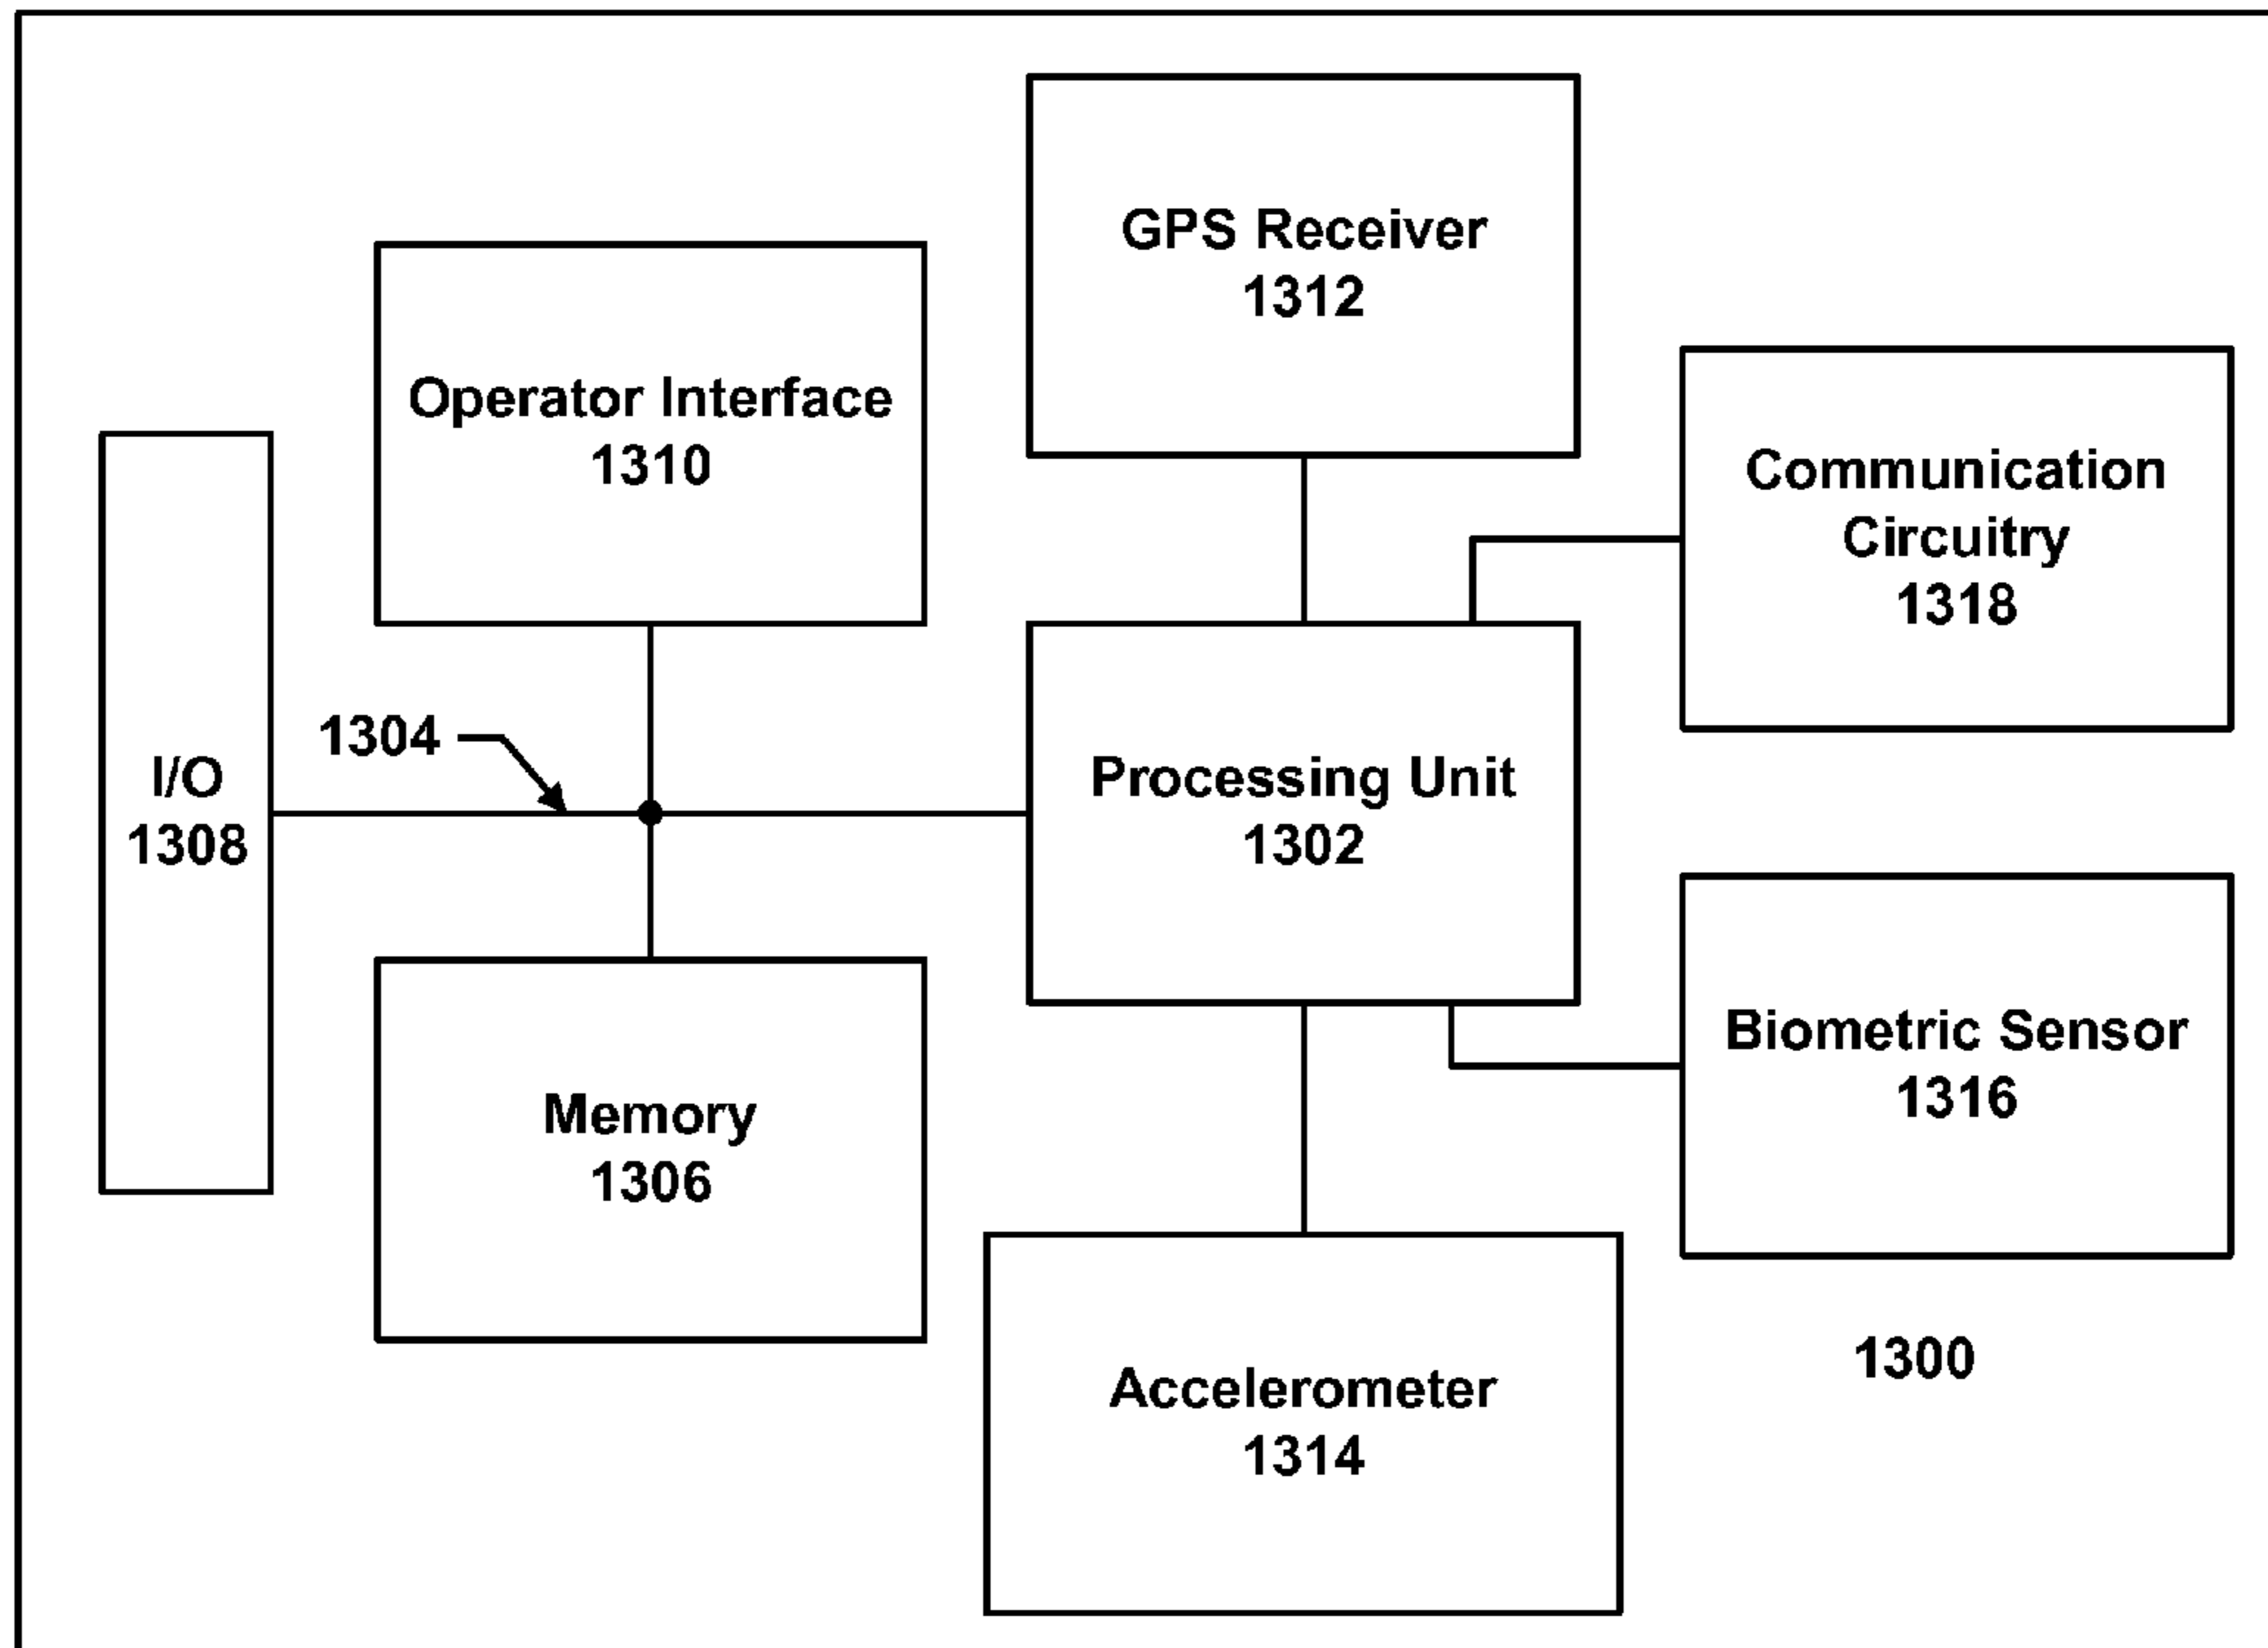 GPS Receiver
1312
Operator Interface
1310
Communication
Circuitry
1318
1304
I/O
1308
Processing Unit
1302
Biometric Sensor
1316
Memory
1306
1300
Accelerometer
1314